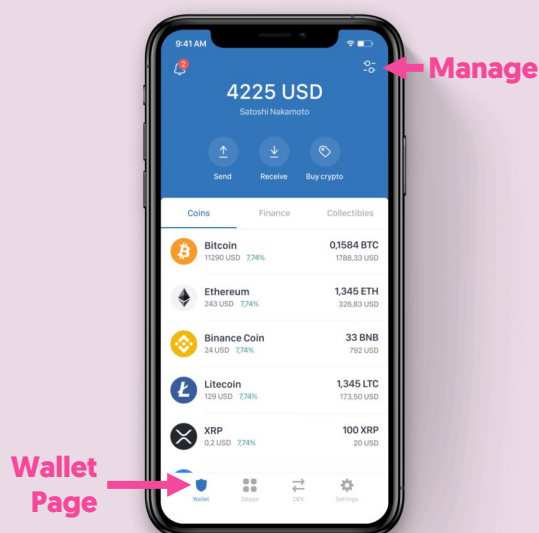 9:41 AM
2
Manage
4225 USD
Satoshi Nakamoto
Send Receive Buy crypto
Coins Finance Collectibles
Bitcoin 0,1584 BTC
11290 USD 7,74% 1788,33 USD
Ethereum 1,345 ETH
243 USD 7,74% 326,83 USD
Binance Coin 33 BNB
24 USD 7,74% 792 USD
Litecoin 1,345 LTC
129 USD 7,74% 173,50 USD
XRP 100 XRP
0,2 USD 7,74% 20 USD
Wallet
Page
Wallet DApps DEX Settings